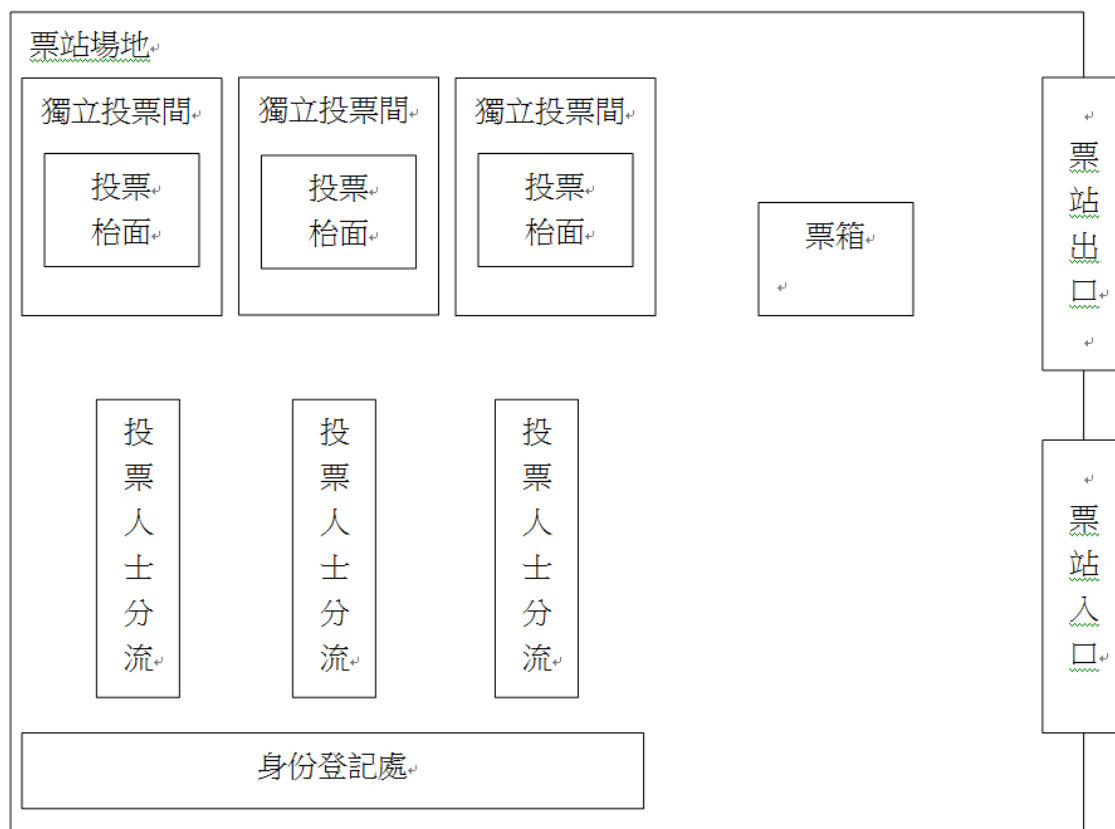 票站場地
獨立投票間
投票
枱面
獨立投票間
投票
枱面
獨立投票間
投票
枱面
票箱
票站出口
投票人士分流
投票人士分流
投票人士分流
票站入口
身份登記處